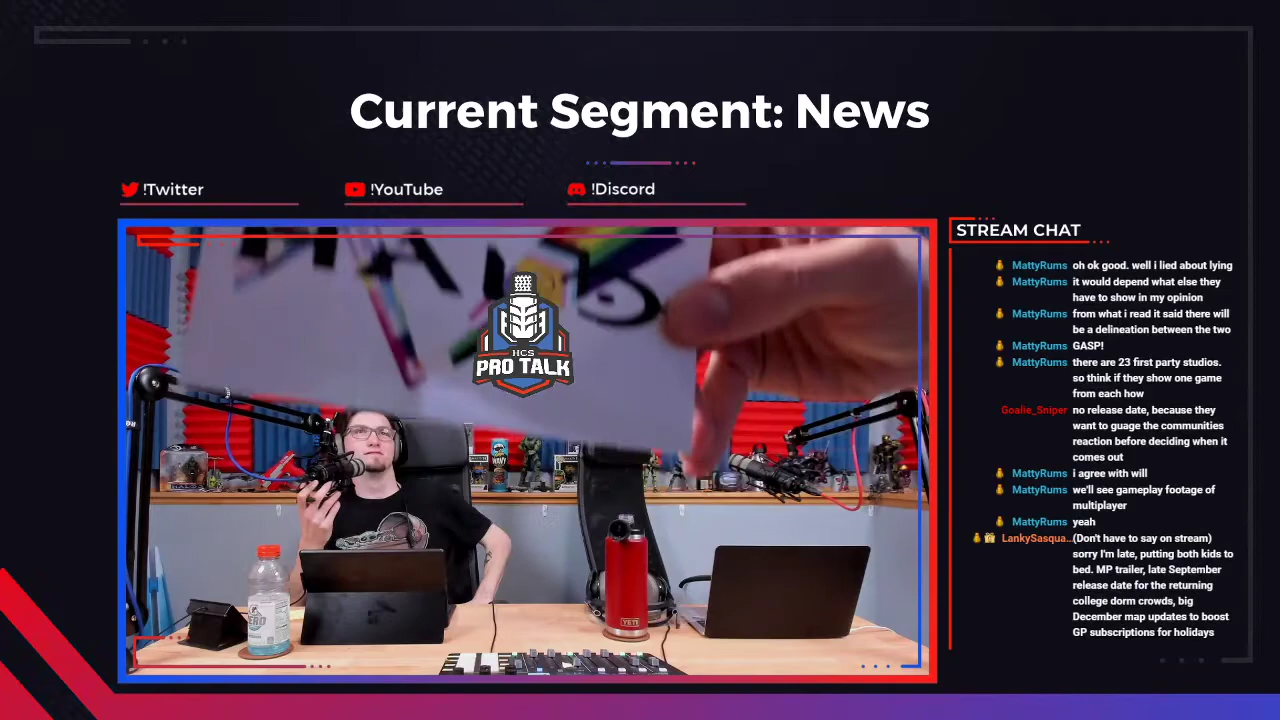 Current Segment: News
!Twitter
!YouTube
!Discord
STREAM CHAT
MattyRums oh ok good. well i lied about lying
MattyRums it would depend what else they
have to show in my opinion
MattyRums from what i read it said there will
be a delineation between the two
MattyRums GASP!
MattyRums there are 23 first party studios.
so think if they show one game
from each how
Goalie_Sniper no release date, because they
want to guage the communities
reaction before deciding when it
comes out
MattyRums i agree with will
MattyRums we'll see gameplay footage of
multiplayer
MattyRums yeah
LankySasqua... (Don't have to say on stream)
sorry I'm late, putting both kids to
bed. MP trailer, late September
release date for the returning
college dorm crowds, big
December map updates to boost
GP subscriptions for holidays
HCS
PRO TALK
YETI